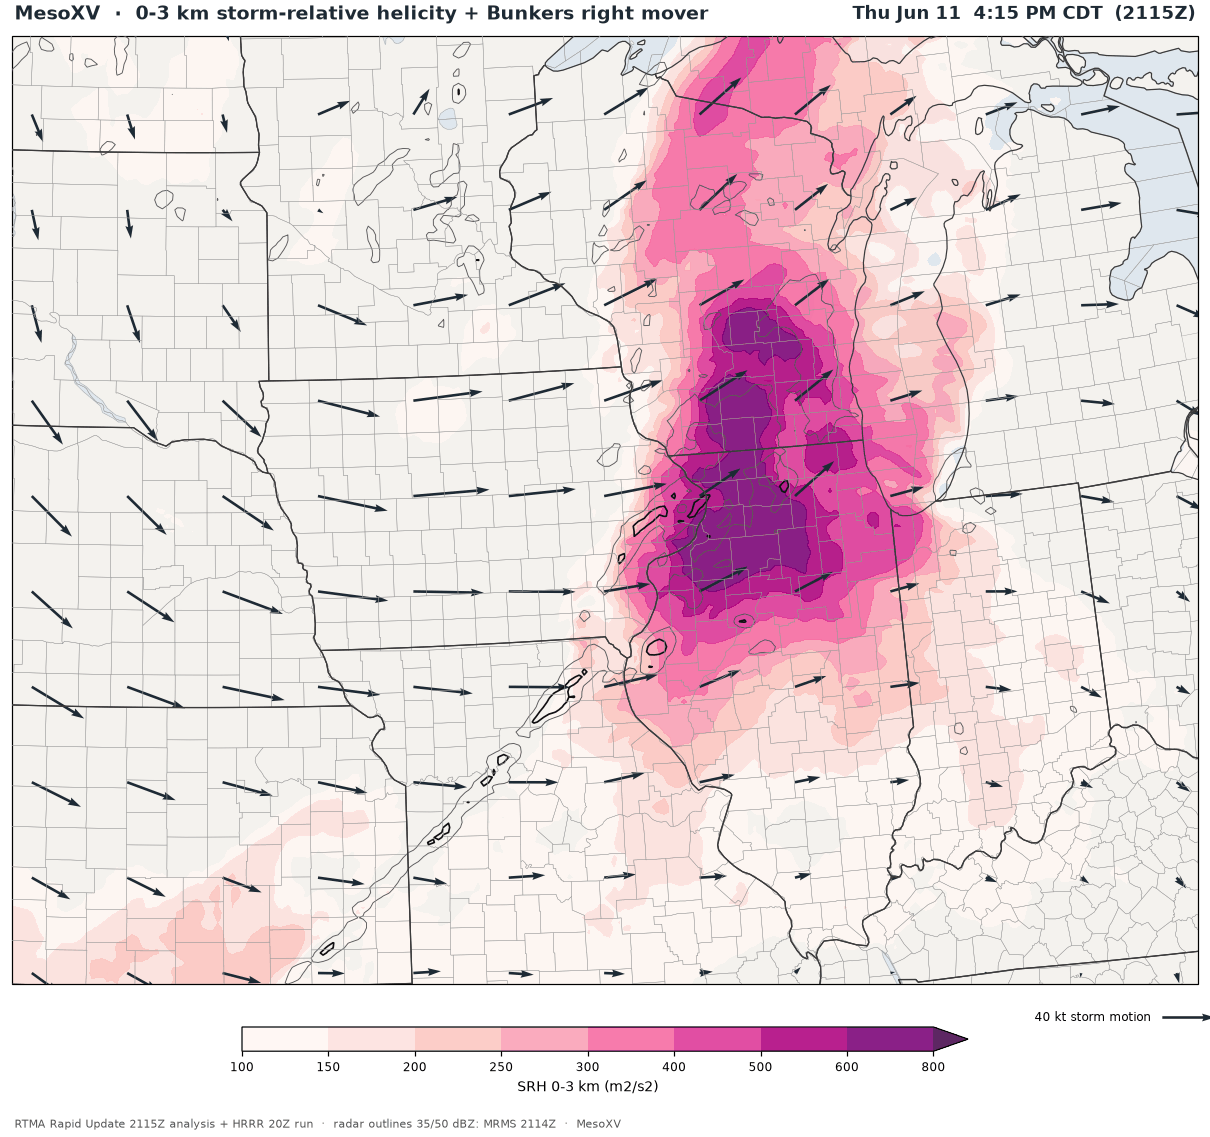 MesoXV · 0-3 km storm-relative helicity + Bunkers right mover
Thu Jun 11 4:15 PM CDT (2115Z)
40 kt storm motion
100 150 200 250 300 400 500 600 800
SRH 0-3 km (m2/s2)
RTMA Rapid Update 2115Z analysis + HRRR 20Z run · radar outlines 35/50 dBZ: MRMS 2114Z · MesoXV